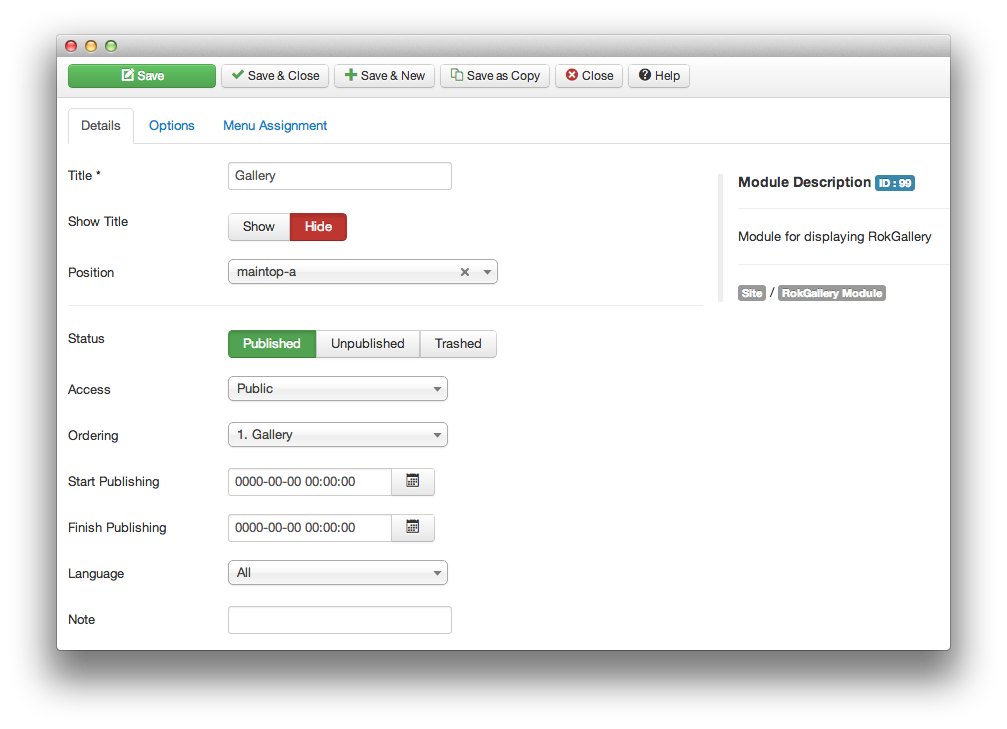 Save Save & Close Save & New Save as Copy Close Help
Details Options Menu Assignment
Title * Gallery
Module Description ID : 99
Show Title Show Hide
Module for displaying RokGallery
Position maintop-a
Site / RokGallery Module
Status Published Unpublished Trashed
Access Public
Ordering 1. Gallery
Start Publishing 0000-00-00 00:00:00
Finish Publishing 0000-00-00 00:00:00
Language All
Note